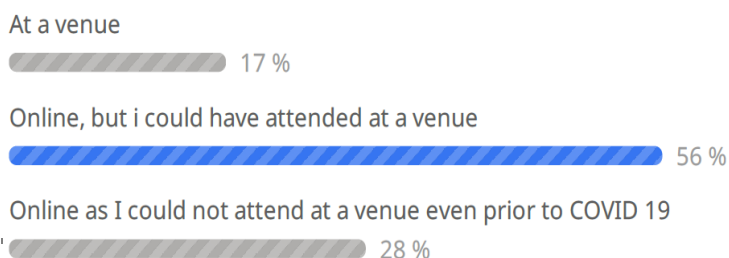 At a venue
17 %
Online, but i could have attended at a venue
56 %
Online as I could not attend at a venue even prior to COVID 19
28 %